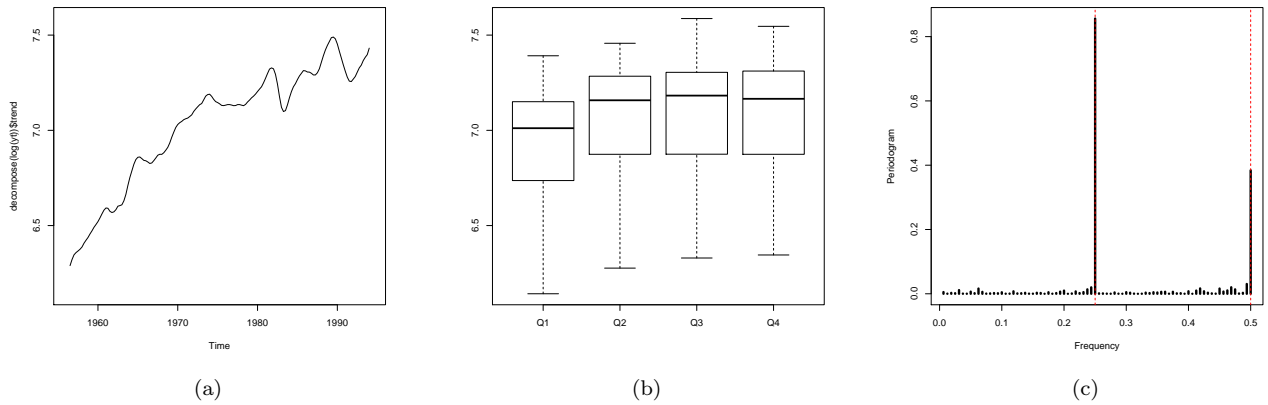 decompose(log(yt))$trend
7.5
7.0
6.5
1960
1970
1980
1990
Time
(a)
7.5
7.0
6.5
Q1
Q2
Q3
Q4
(b)
Periodogram
0.8
0.6
0.4
0.2
0.0
0.0
0.1
0.2
0.3
0.4
0.5
Frequency
(c)